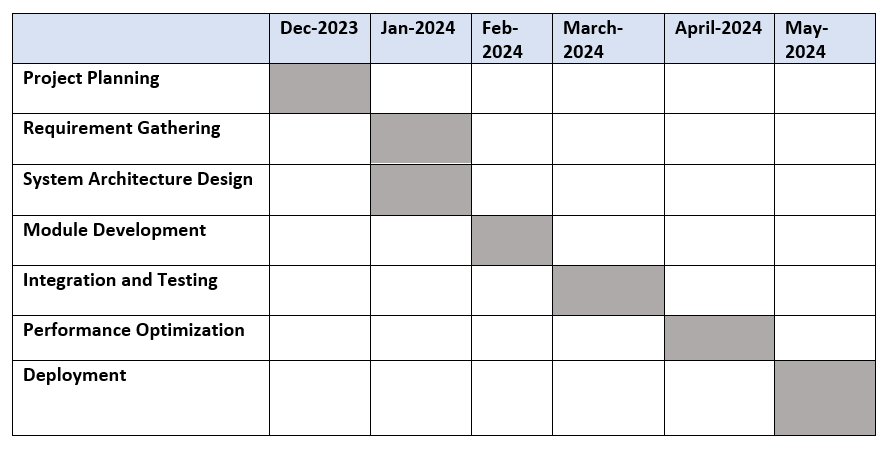 Dec-2023 Jan-2024 Feb- March- April-2024 May-
2024 2024 2024
Project Planning
Requirement Gathering
System Architecture Design
Module Development
Integration and Testing
Performance Optimization
Deployment